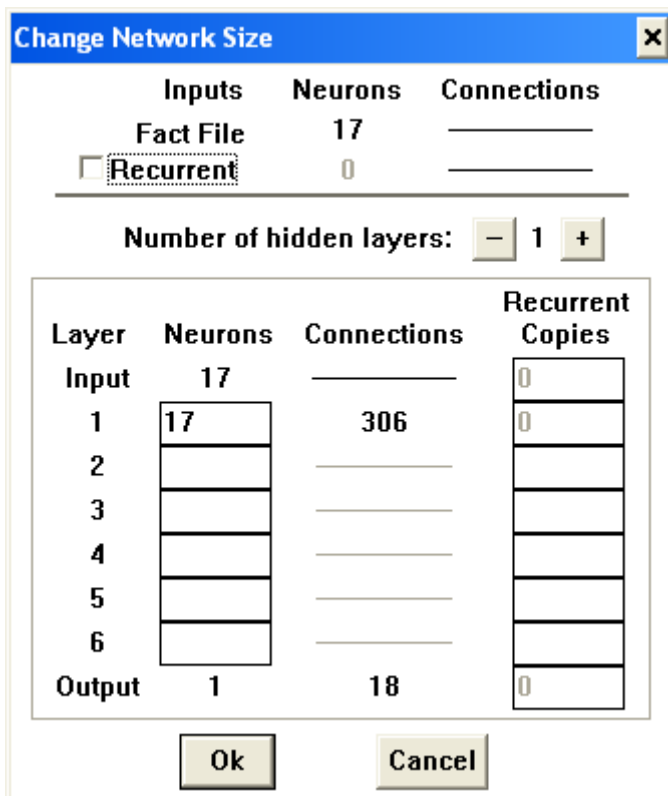 Change Network Size
Inputs Neurons Connections
Fact File 17
Recurrent 0
Number of hidden layers: − 1 +
Layer Neurons Connections Recurrent Copies
Input 17 0
1 17 306 0
2
3
4
5
6
Output 1 18 0
Ok Cancel